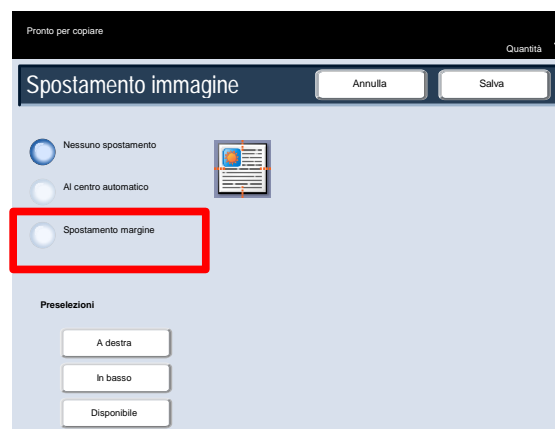 Pronto per copiare
Quantità
Spostamento immagine
Annulla
Salva
Nessuno spostamento
Al centro automatico
Spostamento margine
Preselezioni
A destra
In basso
Disponibile